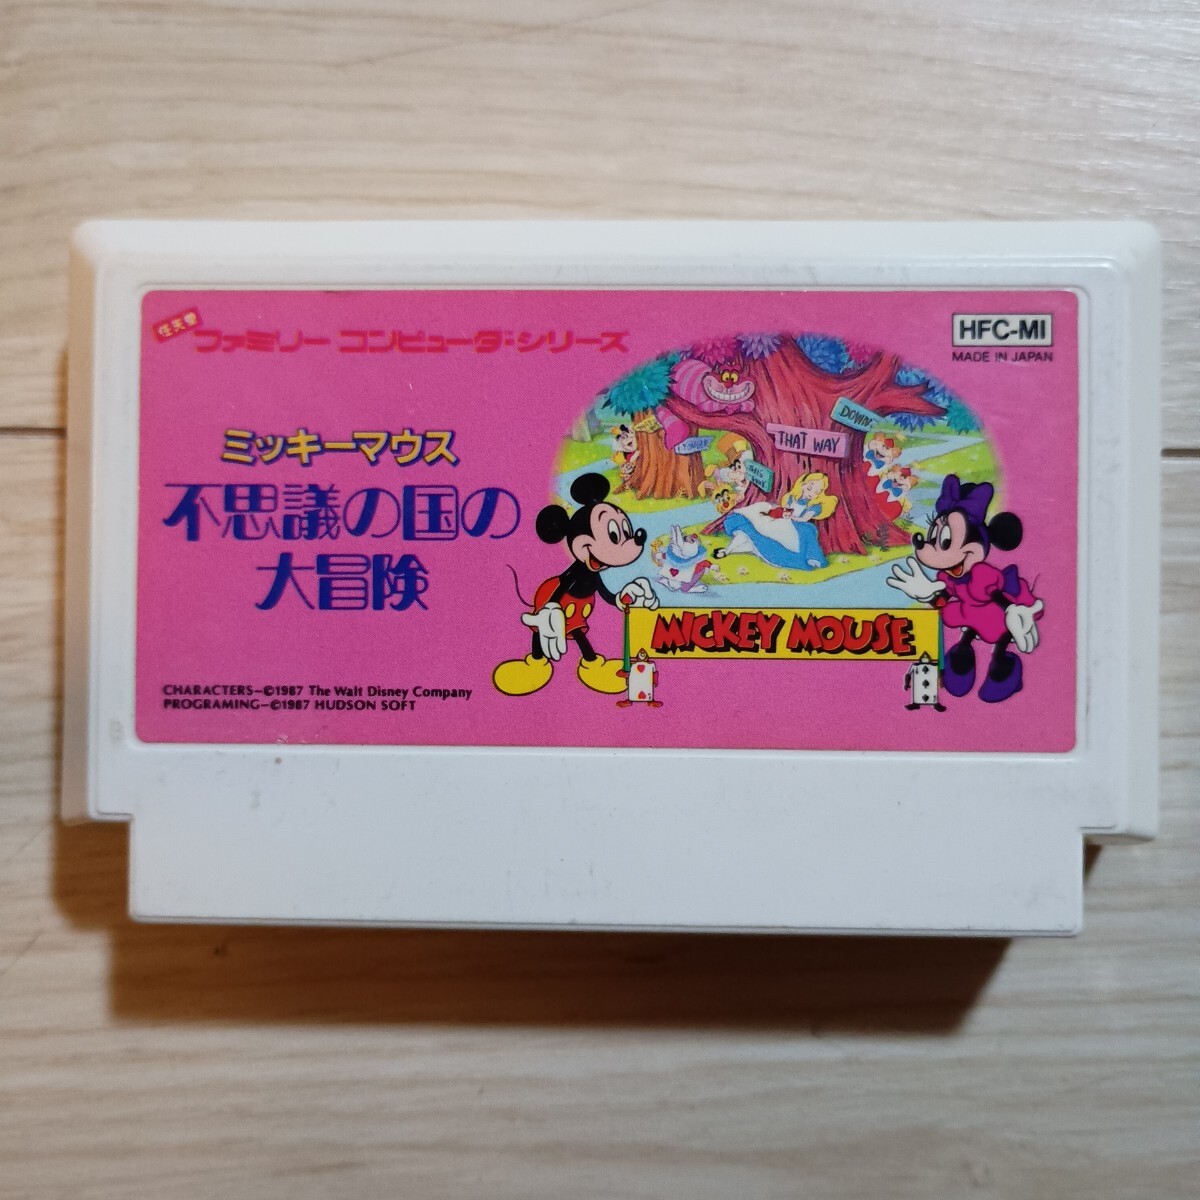 任天堂
ファミリー コンピュータ・シリーズ
HFC-MI
MADE IN JAPAN
ミッキーマウス
不思議の国の
大冒険
DOWN
THAT WAY
THIS WAY
MICKEY MOUSE
CHARACTERS-©1987 The Walt Disney Company
PROGRAMING-©1987 HUDSON SOFT